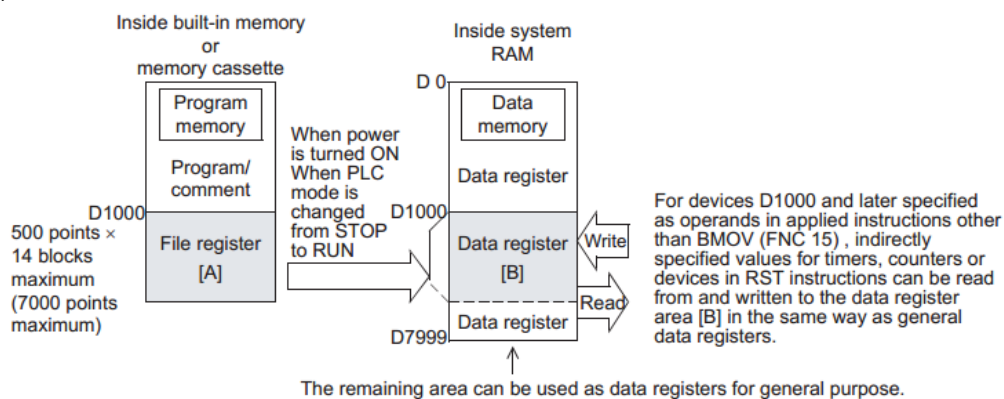 Inside built-in memory
or
memory cassette
Program
memory
Program/
comment
D1000
500 points ×
14 blocks
maximum
(7000 points
maximum)
File register
[A]
When power
is turned ON
When PLC
mode is
changed
from STOP
to RUN
Inside system
RAM
D 0
Data
memory
Data register
D1000
Data register
[B]
Write
Read
Data register
D7999
For devices D1000 and later specified
as operands in applied instructions other
than BMOV (FNC 15) , indirectly
specified values for timers, counters or
devices in RST instructions can be read
from and written to the data register
area [B] in the same way as general
data registers.
The remaining area can be used as data registers for general purpose.